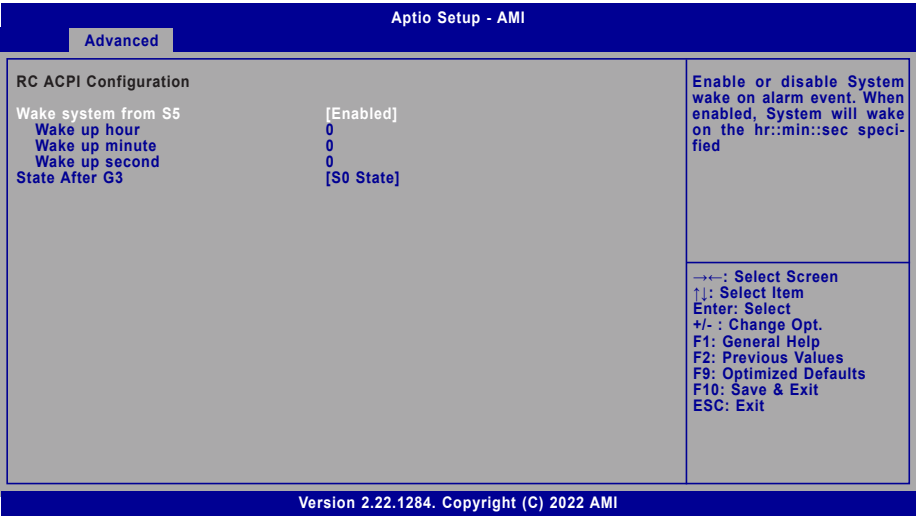 Aptio Setup - AMI
Advanced
RC ACPI Configuration
Wake system from S5 [Enabled]
Wake up hour 0
Wake up minute 0
Wake up second 0
State After G3 [S0 State]
Enable or disable System
wake on alarm event. When
enabled, System will wake
on the hr::min::sec speci-
fied
→←: Select Screen
↑↓: Select Item
Enter: Select
+/- : Change Opt.
F1: General Help
F2: Previous Values
F9: Optimized Defaults
F10: Save & Exit
ESC: Exit
Version 2.22.1284. Copyright (C) 2022 AMI